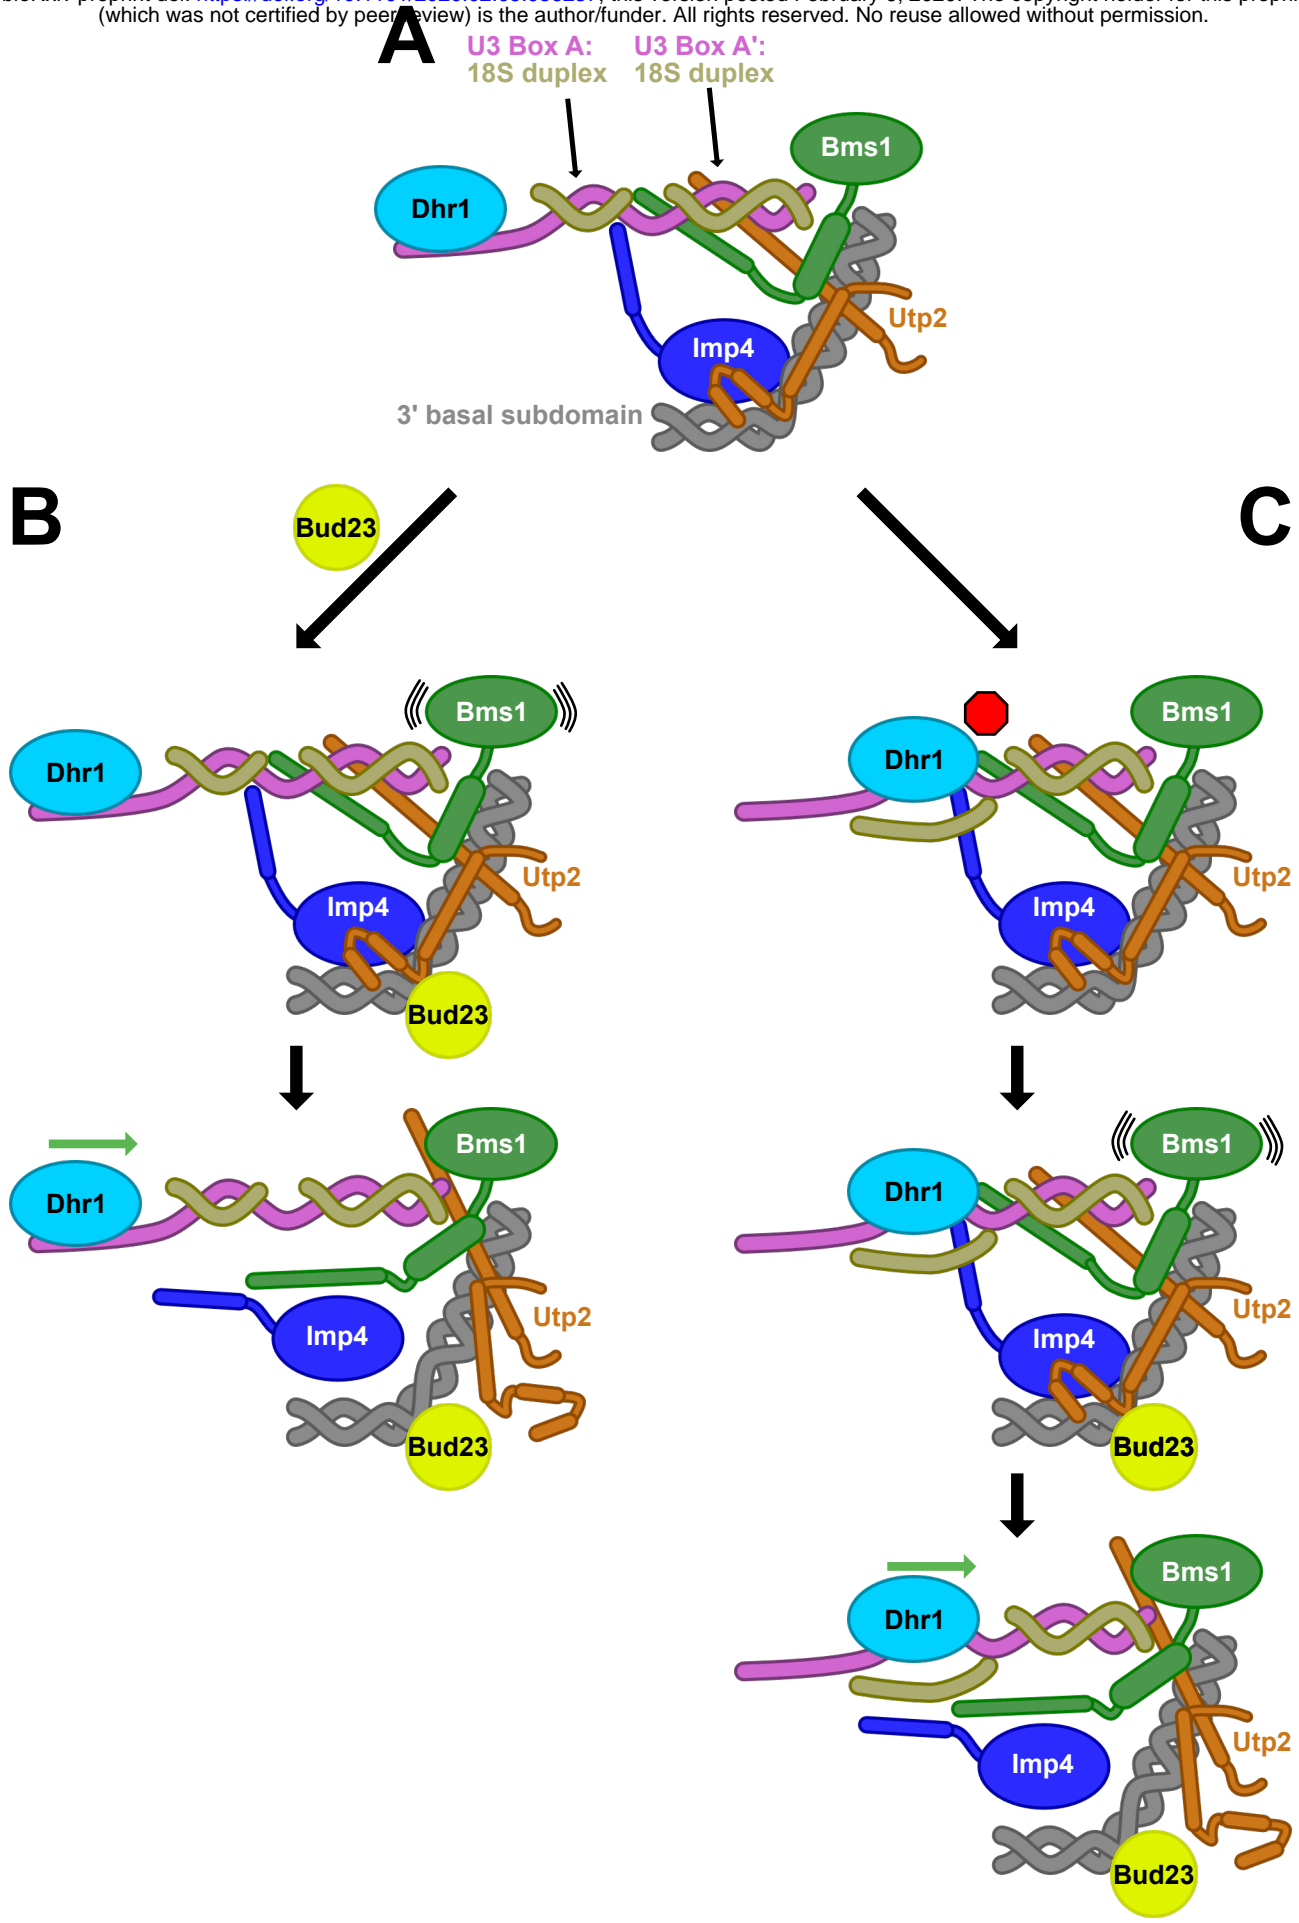 (which was not certified by peer review) is the author/funder. All rights reserved. No reuse allowed without permission.
A
U3 Box A: U3 Box A':
18S duplex 18S duplex
Bms1
Dhr1
Utp2
Imp4
3' basal subdomain
B
Bud23
C
Bms1
Dhr1
Utp2
Imp4
Bud23
Bms1
Dhr1
Utp2
Imp4
Bms1
Dhr1
Utp2
Imp4
Bud23
Bms1
Dhr1
Utp2
Imp4
Bud23
Bms1
Dhr1
Utp2
Imp4
Bud23